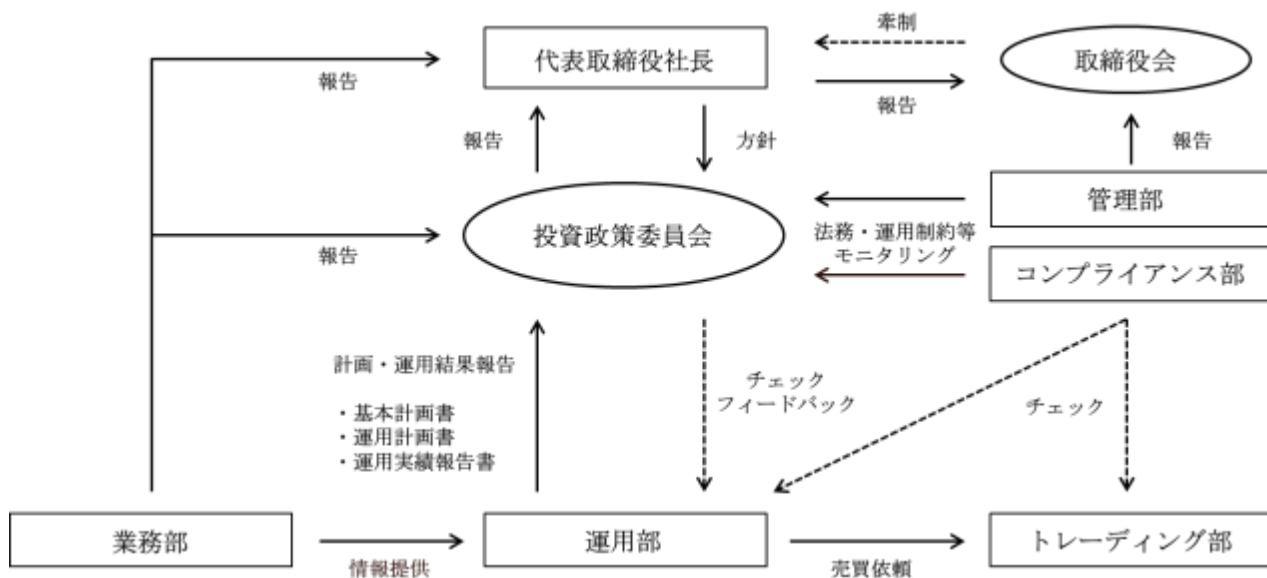 牽制
代表取締役社長
取締役会
報告
報告
報告
方針
報告
管理部
投資政策委員会
法務・運用制約等
モニタリング
報告
コンプライアンス部
計画・運用結果報告
・基本計画書
・運用計画書
・運用実績報告書
チェック
フィードバック
チェック
業務部
運用部
トレーディング部
情報提供
売買依頼